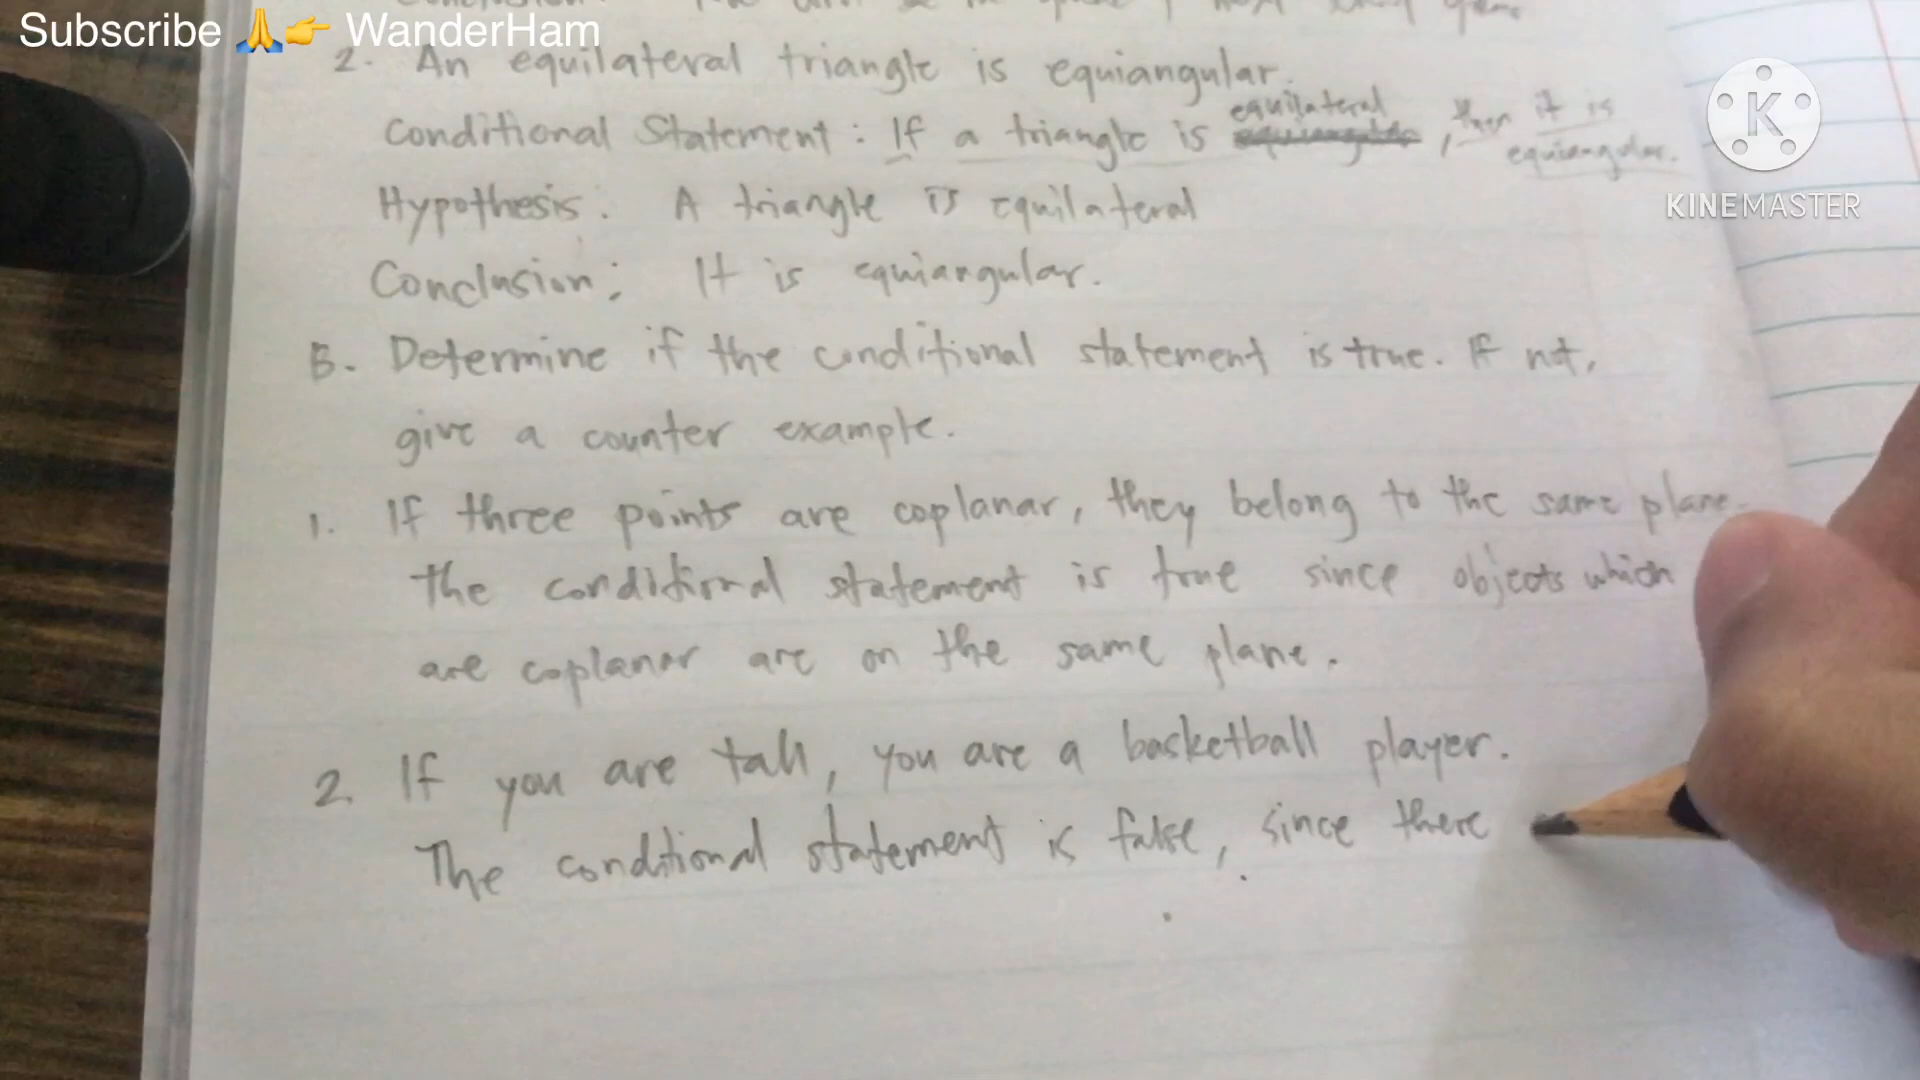 Subscribe 🙏👉 WanderHam
2. An equilateral triangle is equiangular.
Conditional Statement : If a triangle is equilateral, then it is
equiangular.
Hypothesis: A triangle is equilateral
Conclusion: It is equiangular.
B. Determine if the conditional statement is true. If not,
give a counter example.
1. If three points are coplanar, they belong to the same plane.
The conditional statement is true since objects which
are coplanar are on the same plane.
2. If you are tall, you are a basketball player.
The conditional statement is false, since there
KINEMASTER